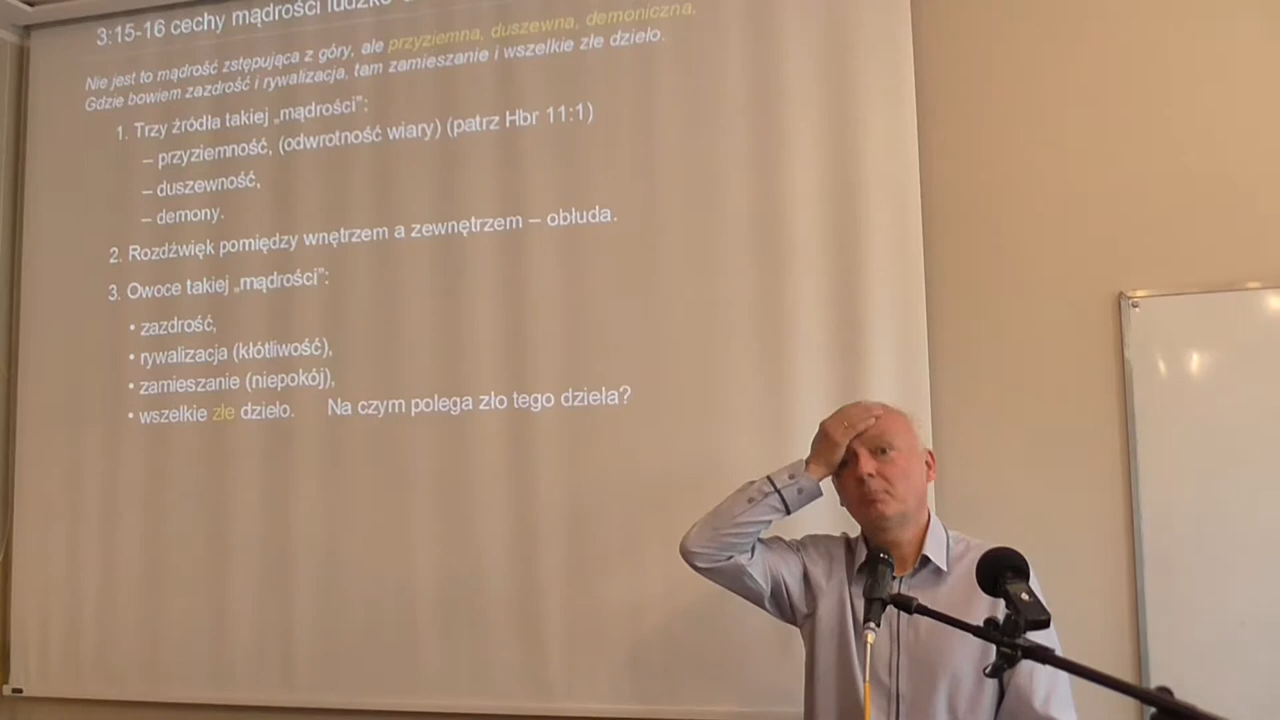 3:15-16 cechy mądrości
Nie jest to mądrość zstępująca z góry, ale przyziemna, duszewna, demoniczna.
Gdzie bowiem zazdrość i rywalizacja, tam zamieszanie i wszelkie złe dzieło.
1. Trzy źródła takiej „mądrości”:
– przyziemność, (odwrotność wiary) (patrz Hbr 11:1)
– duszewność,
– demony.
2. Rozdźwięk pomiędzy wnętrzem a zewnętrzem – obłuda.
3. Owoce takiej „mądrości”:
• zazdrość,
• rywalizacja (kłótliwość),
• zamieszanie (niepokój),
• wszelkie złe dzieło. Na czym polega zło tego dzieła?